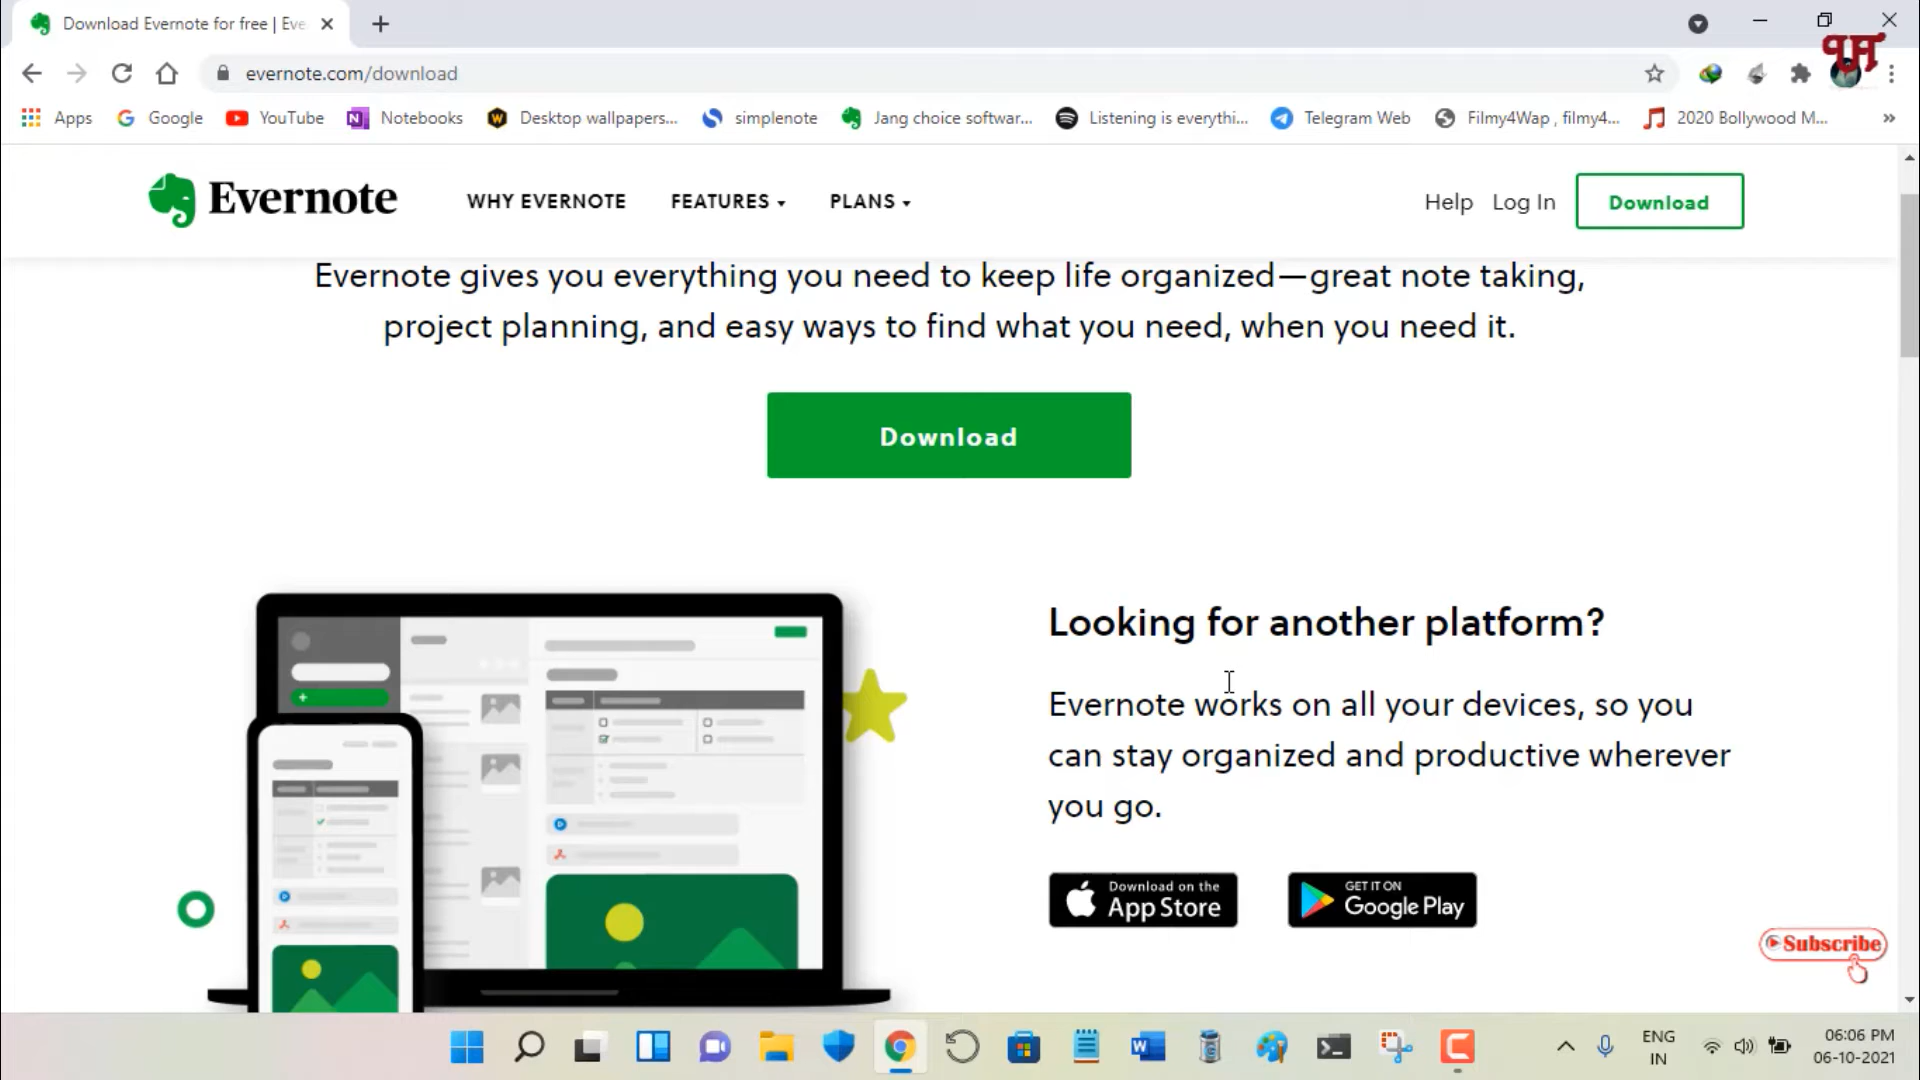 Download Evernote for free | Eve
evernote.com/download
Apps
Google
YouTube
Notebooks
Desktop wallpapers...
simplenote
Jang choice softwar...
Listening is everythi...
Telegram Web
Filmy4Wap , filmy4...
2020 Bollywood M...
»
Evernote
WHY EVERNOTE
FEATURES
PLANS
Help
Log In
Download
Evernote gives you everything you need to keep life organized—great note taking,
project planning, and easy ways to find what you need, when you need it.
Download
Looking for another platform?
Evernote works on all your devices, so you
can stay organized and productive wherever
you go.
Download on the
App Store
GET IT ON
Google Play
Subscribe
ENG
IN
06:06 PM
06-10-2021